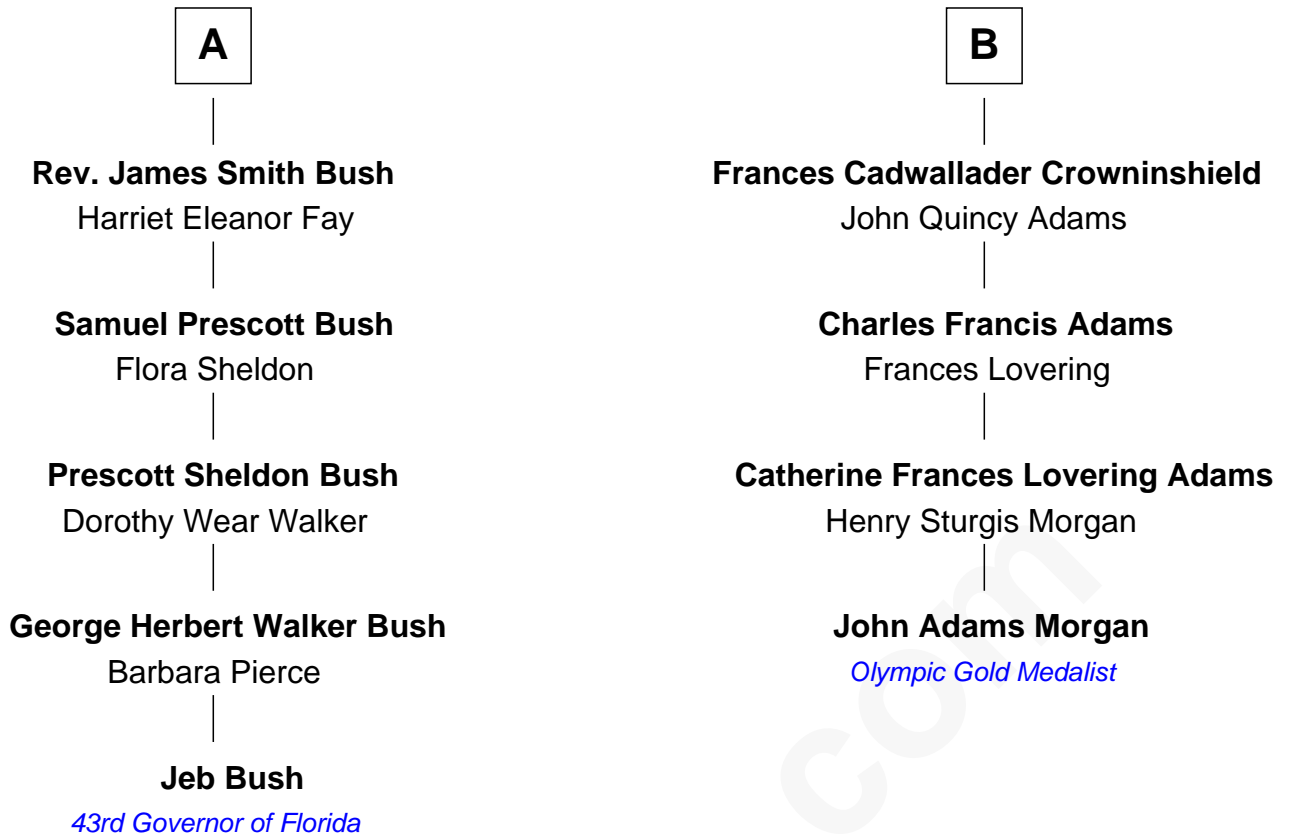 A
Rev. James Smith Bush
Harriet Eleanor Fay
Samuel Prescott Bush
Flora Sheldon
Prescott Sheldon Bush
Dorothy Wear Walker
George Herbert Walker Bush
Barbara Pierce
Jeb Bush
43rd Governor of Florida
B
Frances Cadwallader Crowninshield
John Quincy Adams
Charles Francis Adams
Frances Lovering
Catherine Frances Lovering Adams
Henry Sturgis Morgan
John Adams Morgan
Olympic Gold Medalist
com